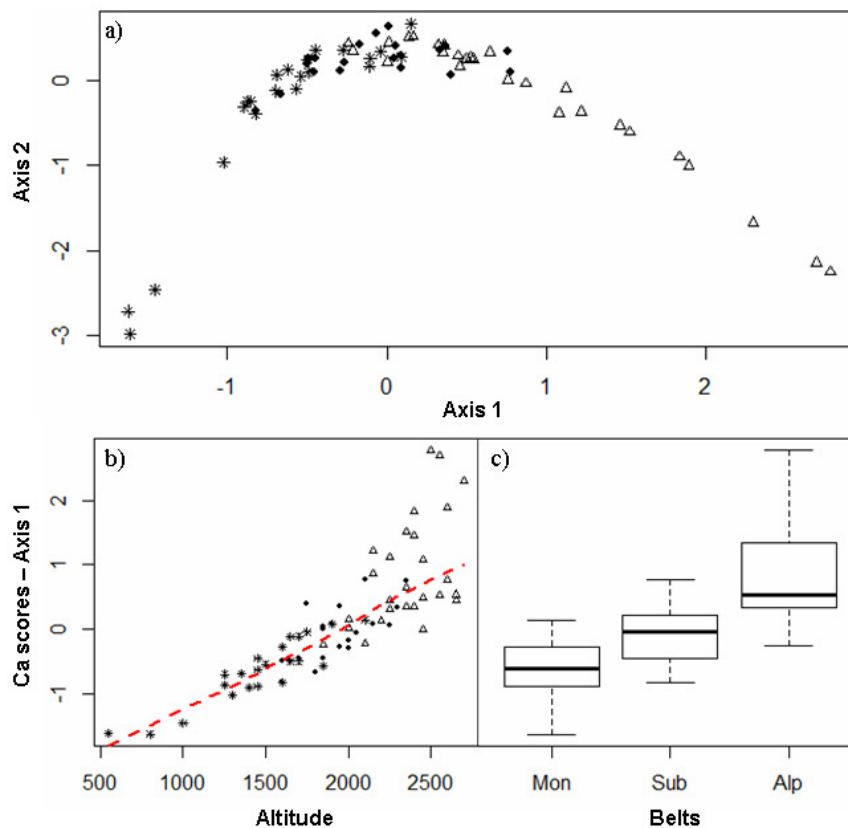 a)
0
-1
-2
-3
Axis 2
-1 0 1 2
Axis 1
b)
2
1
0
-1
Ca scores – Axis 1
500 1000 1500 2000 2500
Altitude
c)
Mon Sub Alp
Belts